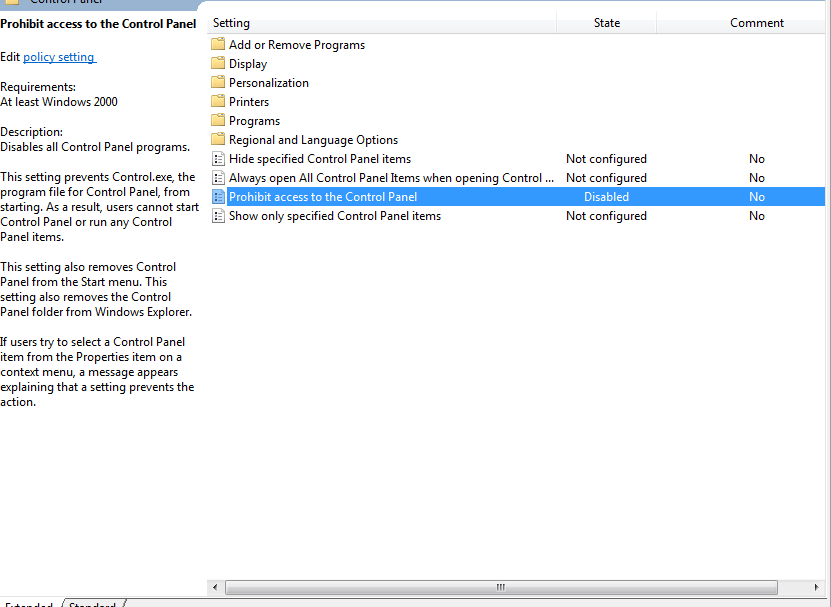 Control Panel
Prohibit access to the Control Panel
Edit policy setting
Requirements:
At least Windows 2000
Description:
Disables all Control Panel programs.
This setting prevents Control.exe, the
program file for Control Panel, from
starting. As a result, users cannot start
Control Panel or run any Control
Panel items.
This setting also removes Control
Panel from the Start menu. This
setting also removes the Control
Panel folder from Windows Explorer.
If users try to select a Control Panel
item from the Properties item on a
context menu, a message appears
explaining that a setting prevents the
action.
Setting State Comment
Add or Remove Programs
Display
Personalization
Printers
Programs
Regional and Language Options
Hide specified Control Panel items Not configured No
Always open All Control Panel Items when opening Control ... Not configured No
Prohibit access to the Control Panel Disabled No
Show only specified Control Panel items Not configured No
Extended Standard